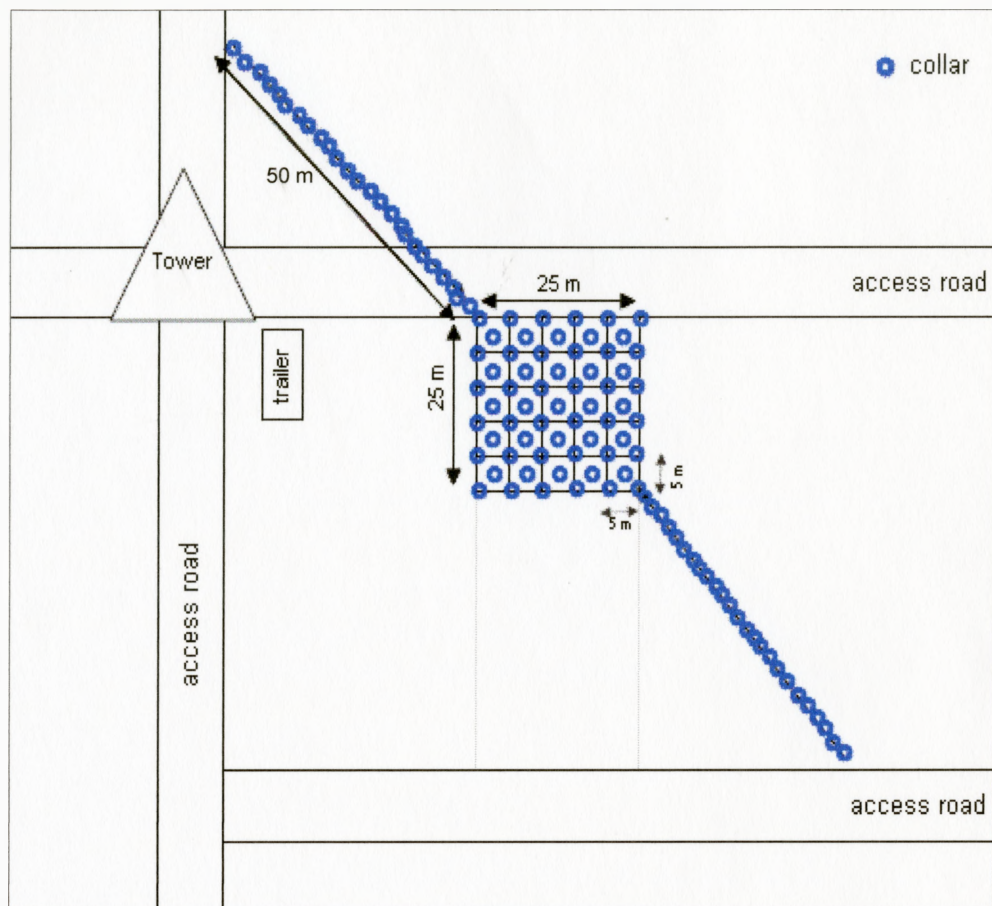 collar
50 m
Tower
access road
25 m
trailer
25 m
5 m
5 m
access road
access road